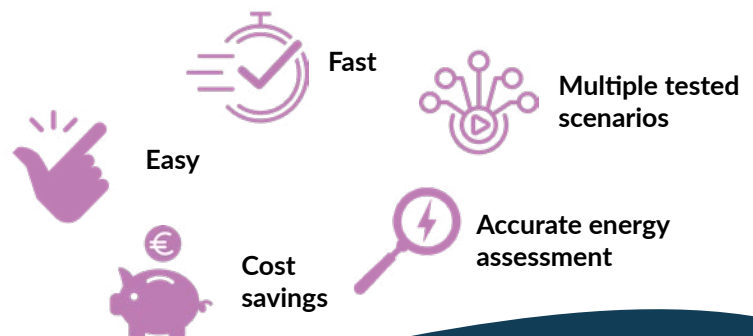 Fast
Multiple tested
scenarios
Easy
Accurate energy
assessment
Cost
savings
€